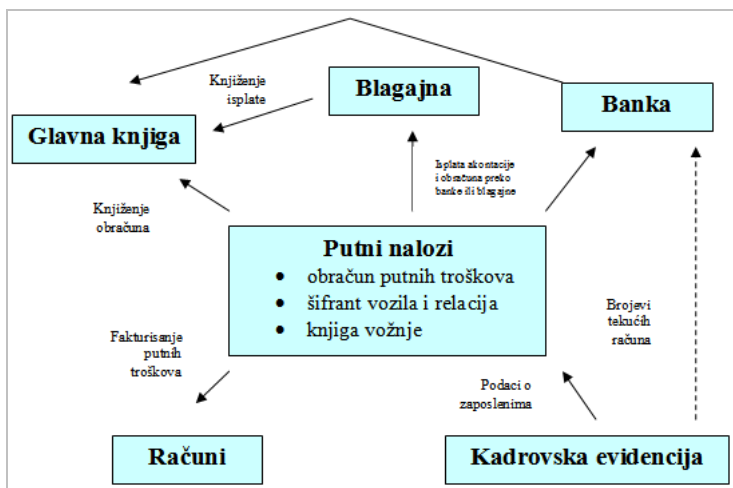 Knjiženje
isplate
Blagajna
Banka
Glavna knjiga
Isplata akontacije
i obračuna preko
banke ili blagajne
Knjiženje
obračuna
Putni nalozi
• obračun putnih troškova
• šifrant vozila i relacija
• knjiga vožnje
Brojevi
tekućih
računa
Fakturisanje
putnih
troškova
Podaci o
zaposlenima
Računi
Kadrovska evidencija